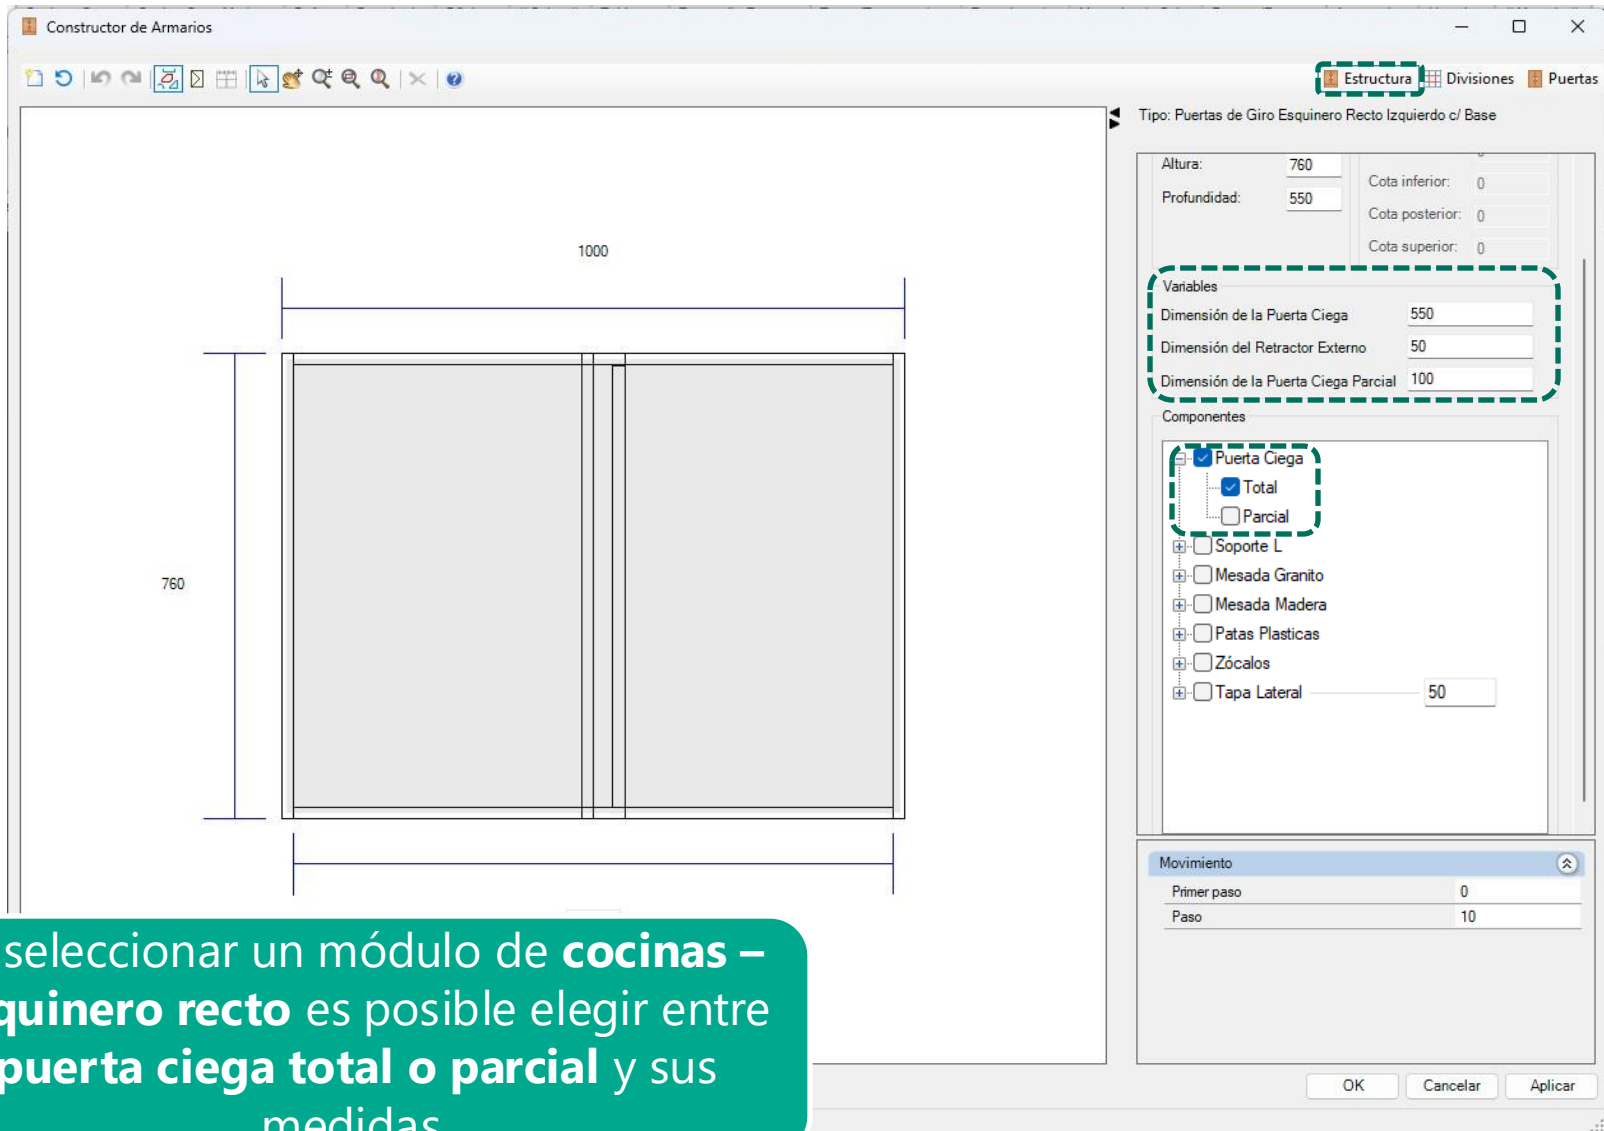 Constructor de Armarios
Estructura Divisiones Puertas
Tipo: Puertas de Giro Esquinero Recto Izquierdo c/ Base
Altura: 760
Profundidad: 550
Cota inferior: 0
Cota posterior: 0
Cota superior: 0
Variables
Dimensión de la Puerta Ciega 550
Dimensión del Retractor Externo 50
Dimensión de la Puerta Ciega Parcial 100
Componentes
Puerta Ciega
Total
Parcial
Soporte L
Mesada Granito
Mesada Madera
Patas Plasticas
Zócalos
Tapa Lateral 50
1000
760
Movimiento
Primer paso 0
Paso 10
seleccionar un módulo de cocinas –
quinero recto es posible elegir entre
puerta ciega total o parcial y sus
medidas
OK Cancelar Aplicar